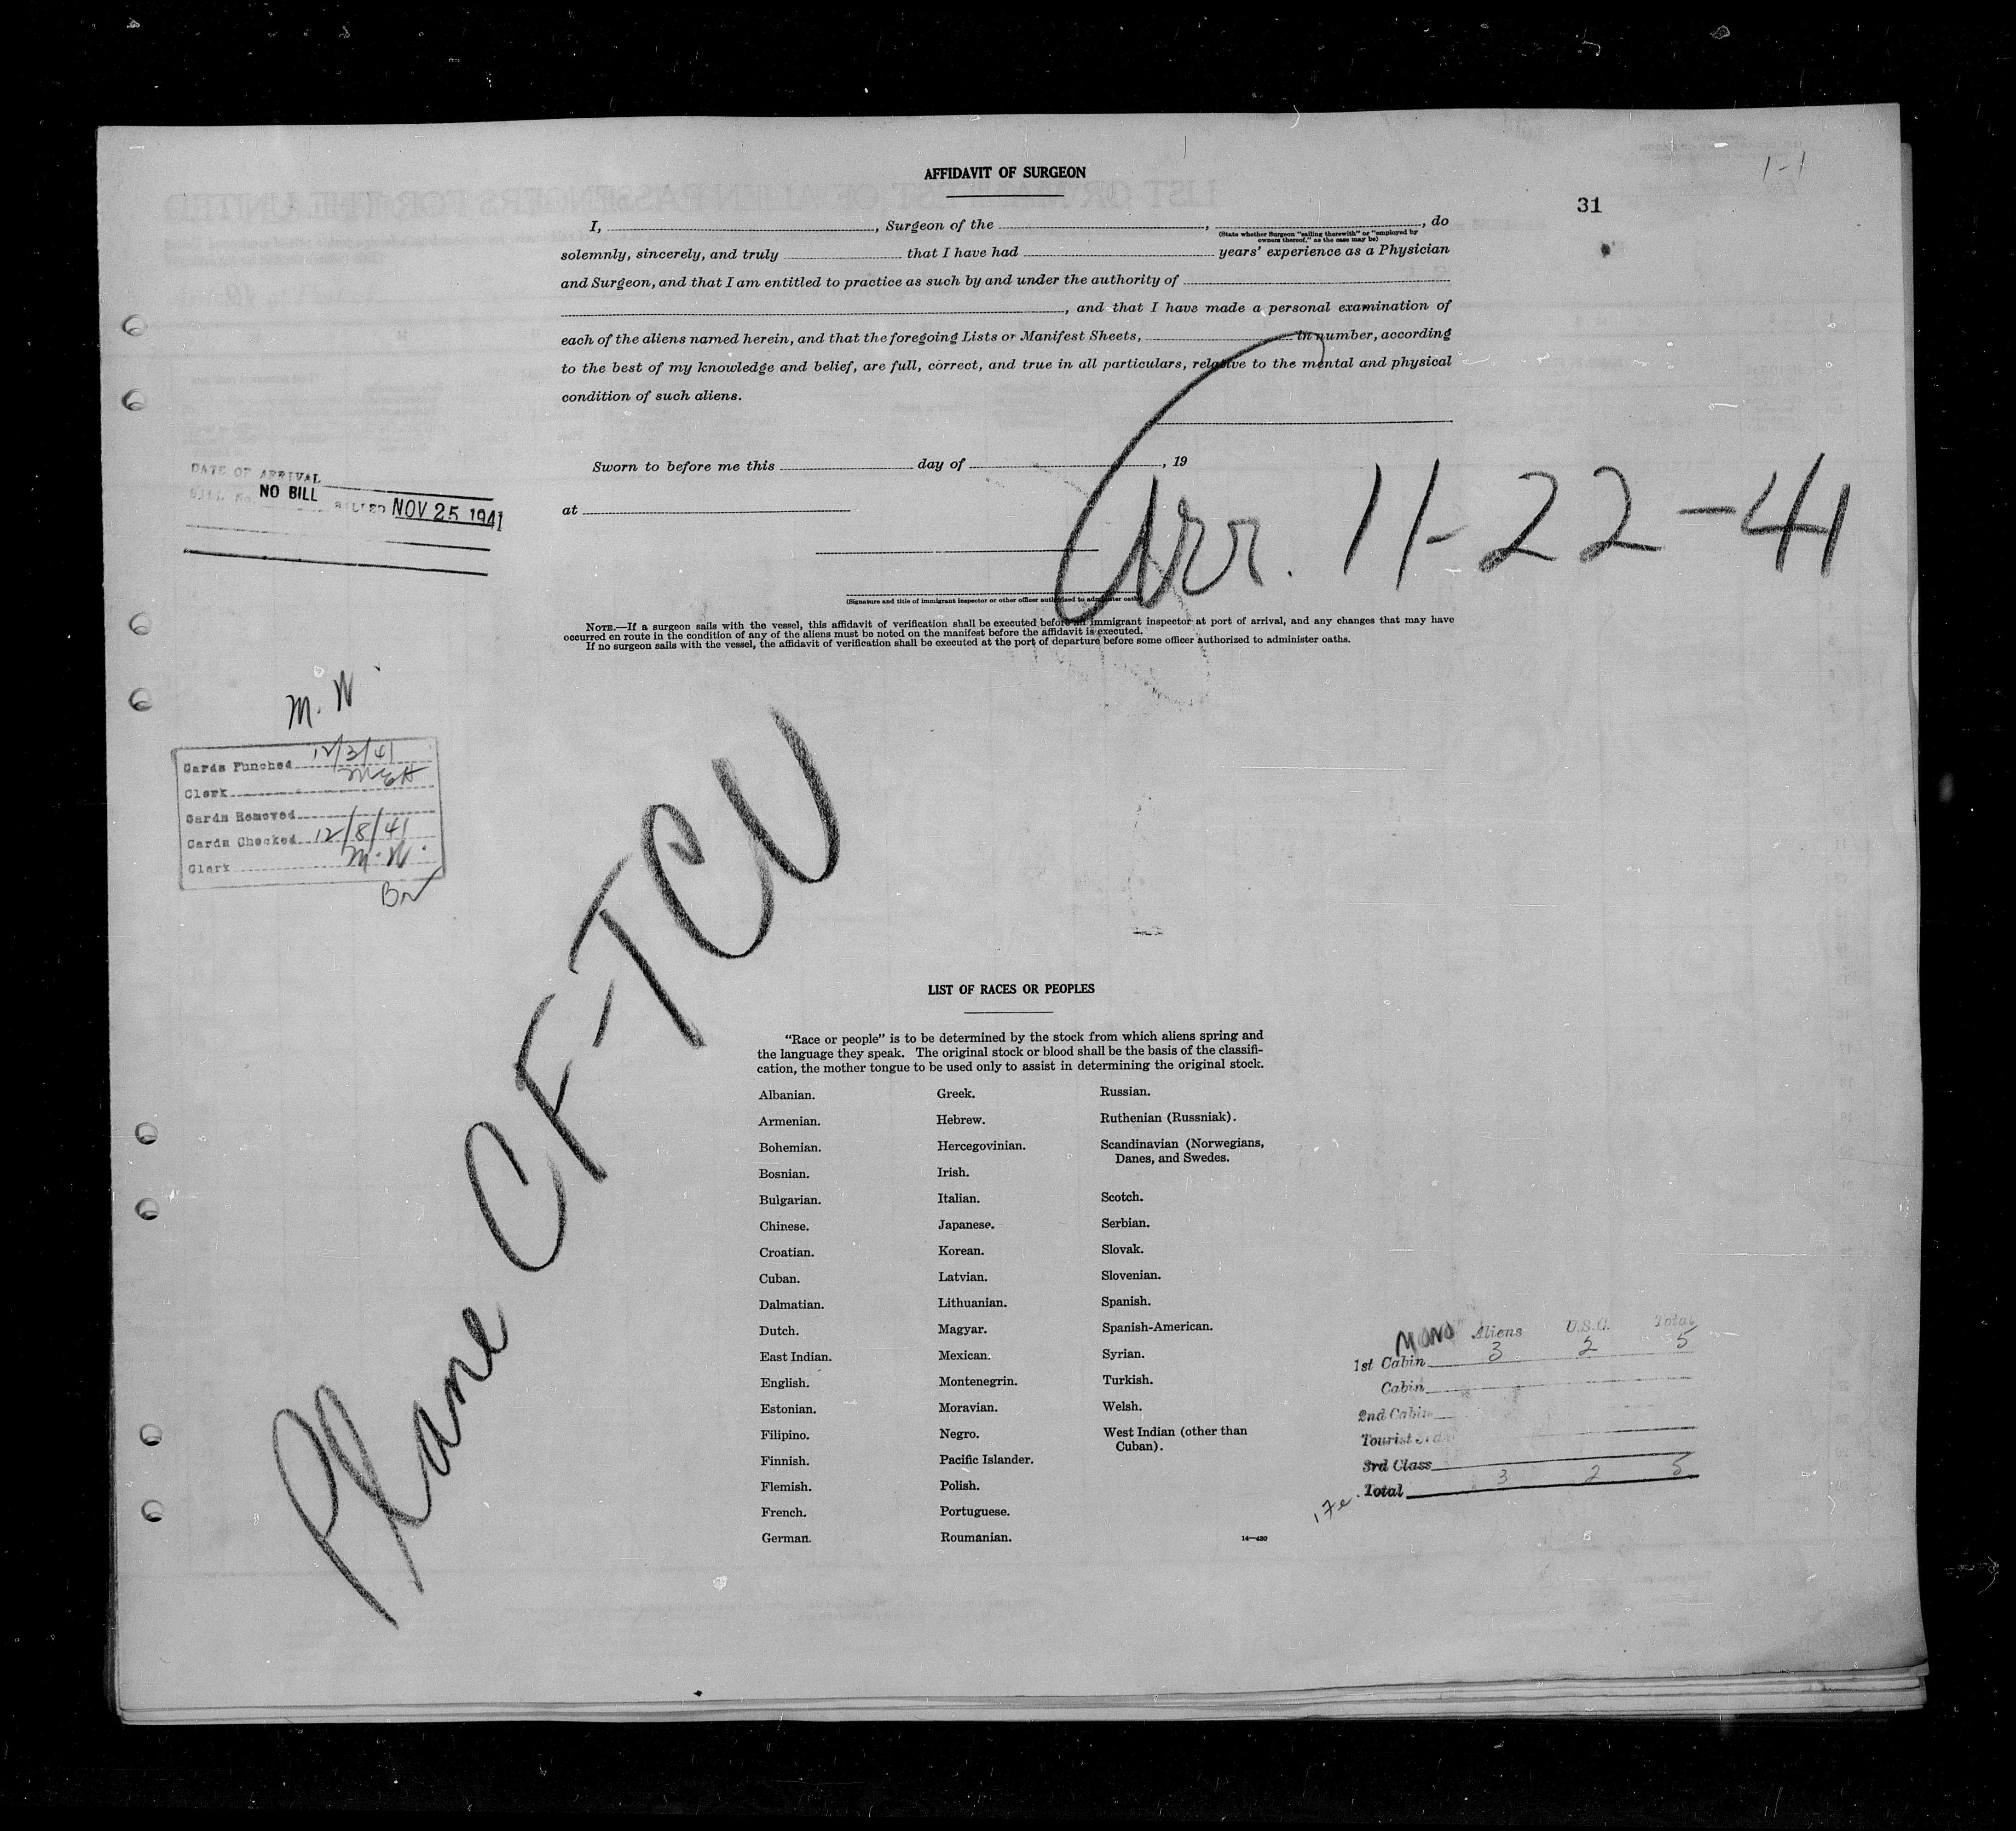 AFFIDAVIT OF SURGEON
1-1
31
I, , Surgeon of the , , do
(State whether Surgeon "sailing therewith" or "employed by
owners thereof," as the case may be)
solemnly, sincerely, and truly that I have had years' experience as a Physician
and Surgeon, and that I am entitled to practice as such by and under the authority of
, and that I have made a personal examination of
each of the aliens named herein, and that the foregoing Lists or Manifest Sheets, in number, according
to the best of my knowledge and belief, are full, correct, and true in all particulars, relative to the mental and physical
condition of such aliens.
Sworn to before me this day of , 19
at
Arr. 11-22-41
(Signature and title of immigrant inspector or other officer authorized to administer oaths)
NOTE.—If a surgeon sails with the vessel, this affidavit of verification shall be executed before an immigrant inspector at port of arrival, and any changes that may have
occurred en route in the condition of any of the aliens must be noted on the manifest before the affidavit is executed.
If no surgeon sails with the vessel, the affidavit of verification shall be executed at the port of departure before some officer authorized to administer oaths.
DATE OF ARRIVAL
BILL No. NO BILL BILLED NOV 25 1941
M. W.
Cards Punched 12/3/41
Clerk
Cards Removed
Cards Checked 12/8/41
Clerk M. W.
Plane CF-TCU
LIST OF RACES OR PEOPLES
"Race or people" is to be determined by the stock from which aliens spring and
the language they speak. The original stock or blood shall be the basis of the classifi-
cation, the mother tongue to be used only to assist in determining the original stock.
Albanian.
Armenian.
Bohemian.
Bosnian.
Bulgarian.
Chinese.
Croatian.
Cuban.
Dalmatian.
Dutch.
East Indian.
English.
Estonian.
Filipino.
Finnish.
Flemish.
French.
German.
Greek.
Hebrew.
Hercegovinian.
Irish.
Italian.
Japanese.
Korean.
Latvian.
Lithuanian.
Magyar.
Mexican.
Montenegrin.
Moravian.
Negro.
Pacific Islander.
Polish.
Portuguese.
Roumanian.
Russian.
Ruthenian (Russniak).
Scandinavian (Norwegians,
Danes, and Swedes.
Scotch.
Serbian.
Slovak.
Slovenian.
Spanish.
Spanish-American.
Syrian.
Turkish.
Welsh.
West Indian (other than
Cuban).
14—430
Aliens U.S.C. Total
1st Cabin 3 2 5
Cabin
2nd Cabin
Tourist 3rd
3rd Class
Total 3 2 5